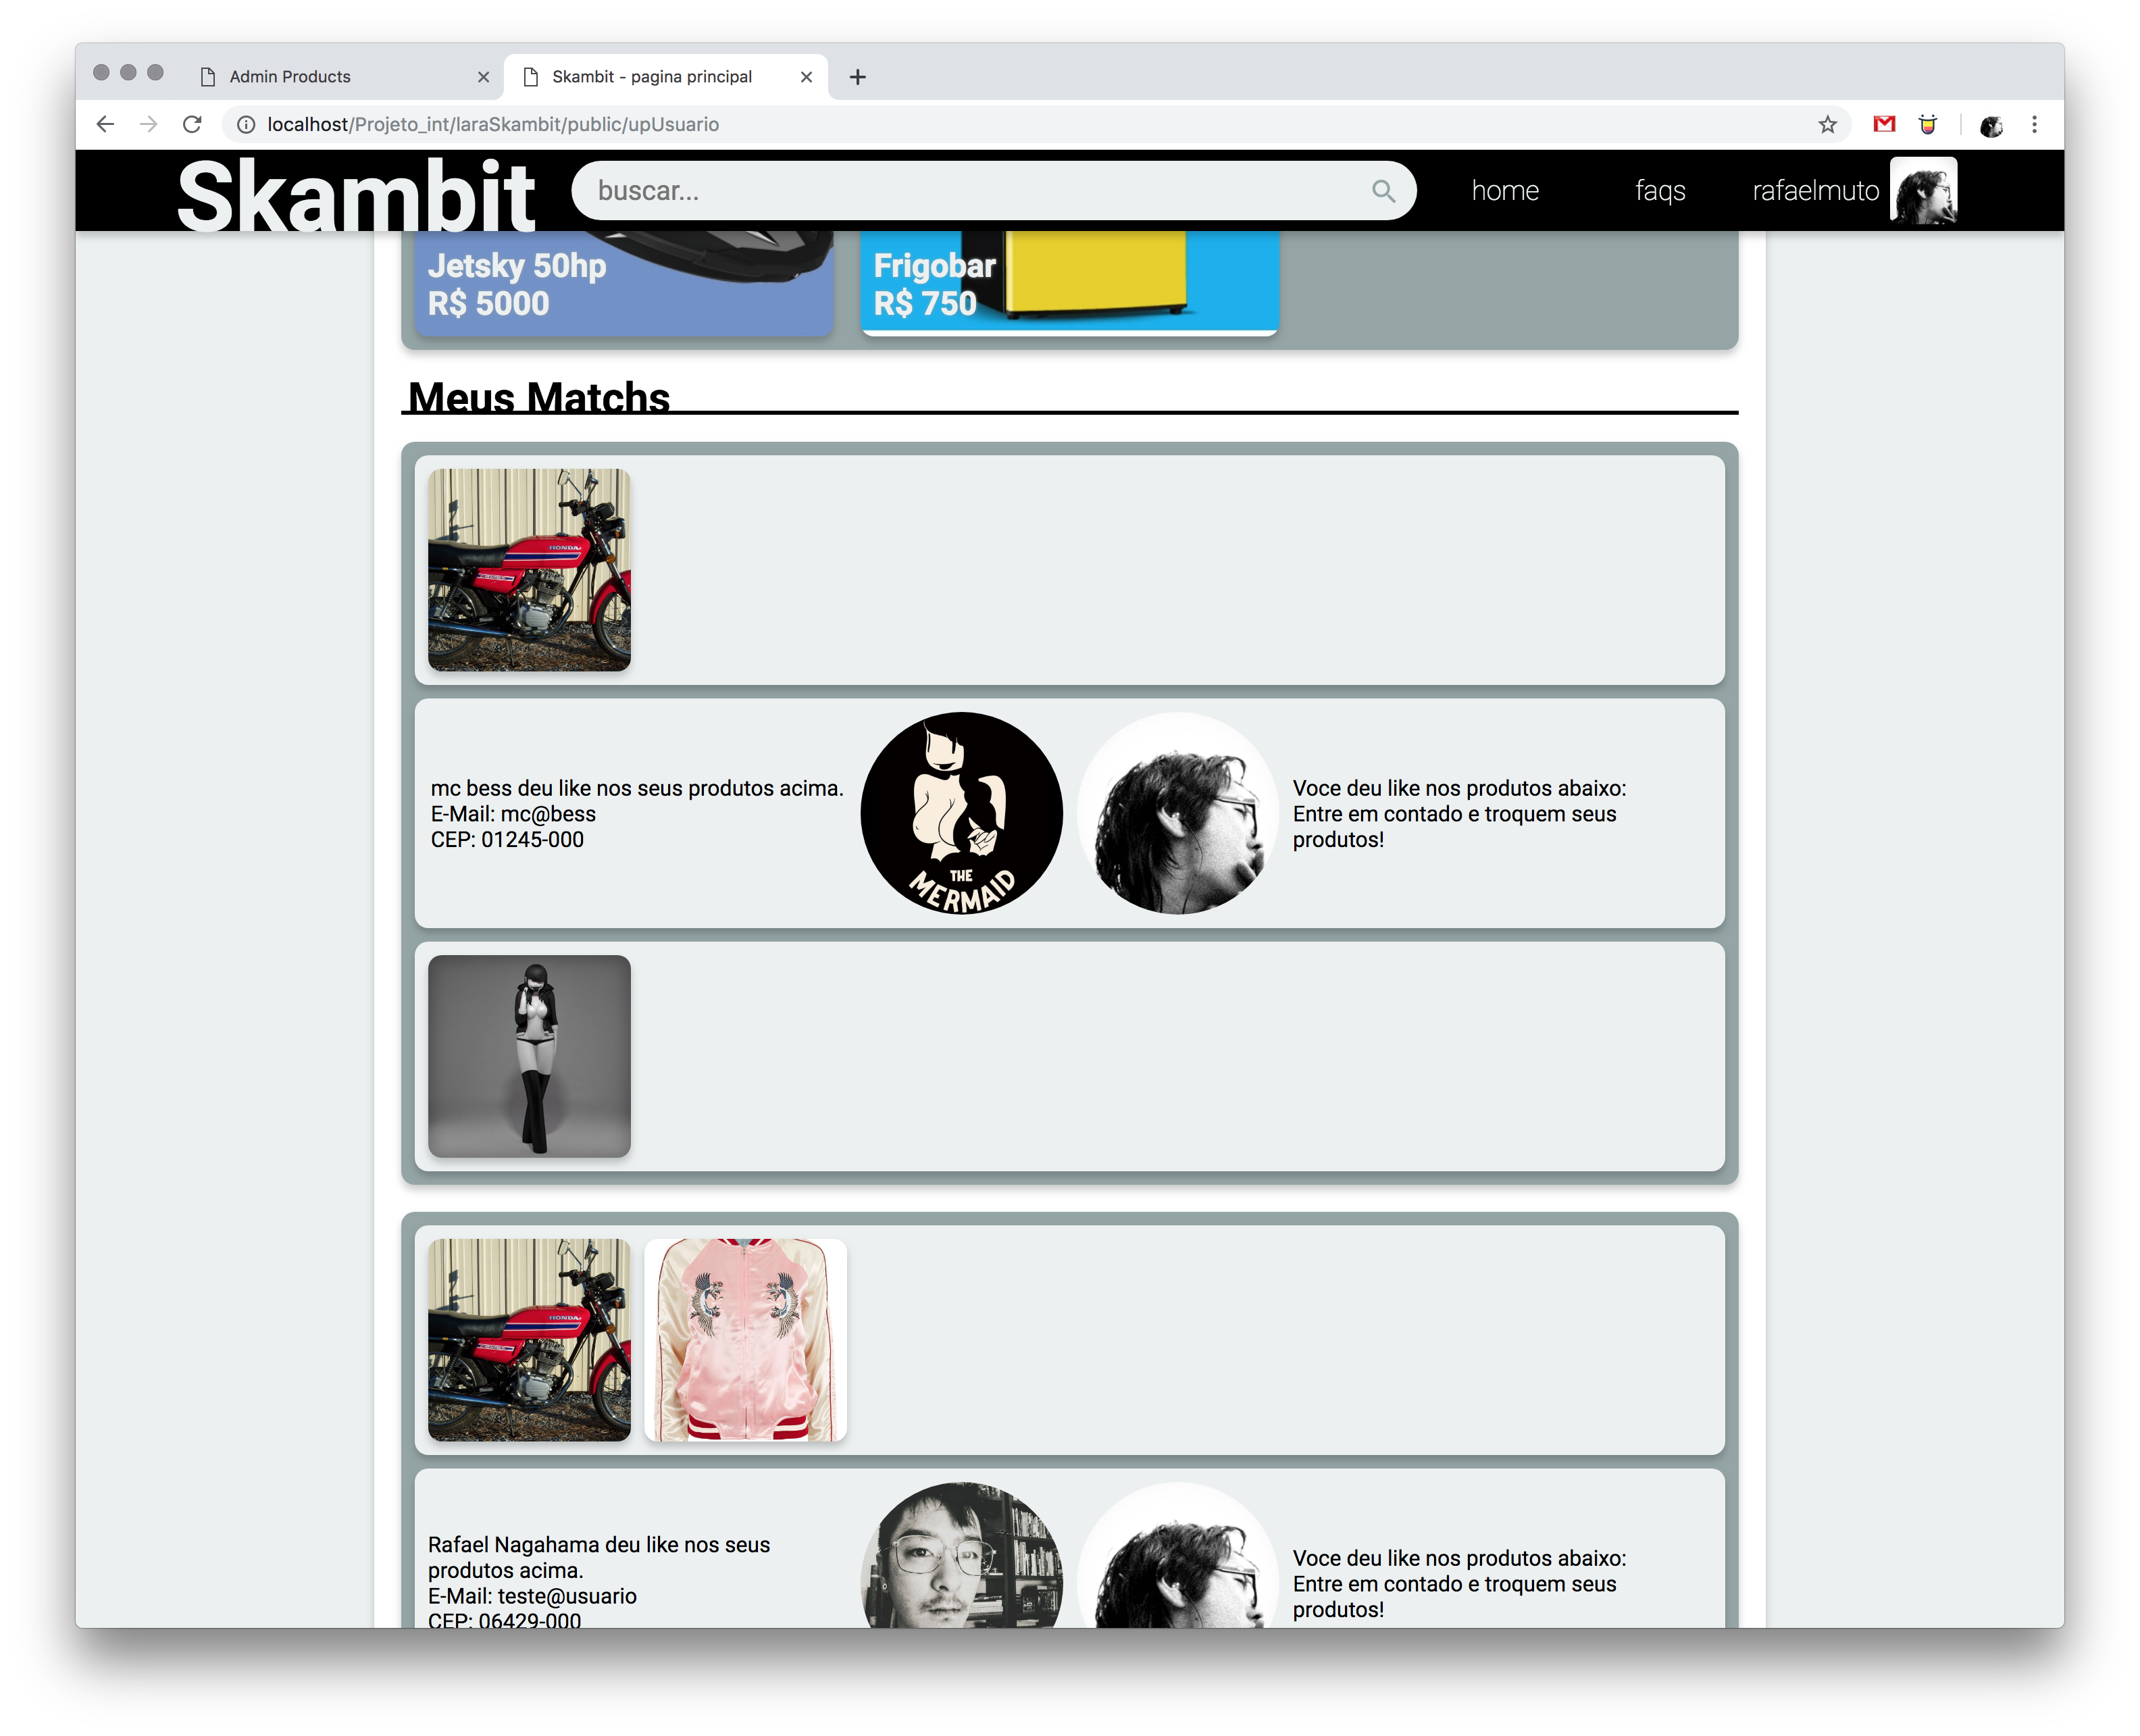 Admin Products
Skambit - pagina principal
localhost/Projeto_int/laraSkambit/public/upUsuario
Skambit
buscar...
home
faqs
rafaelmuto
Jetsky 50hp
R$ 5000
Frigobar
R$ 750
Meus Matchs
HONDA
mc bess deu like nos seus produtos acima.
E-Mail: mc@bess
CEP: 01245-000
THE
MERMAID
Voce deu like nos produtos abaixo:
Entre em contado e troquem seus
produtos!
HONDA
Rafael Nagahama deu like nos seus
produtos acima.
E-Mail: teste@usuario
CEP: 06429-000
Voce deu like nos produtos abaixo:
Entre em contado e troquem seus
produtos!